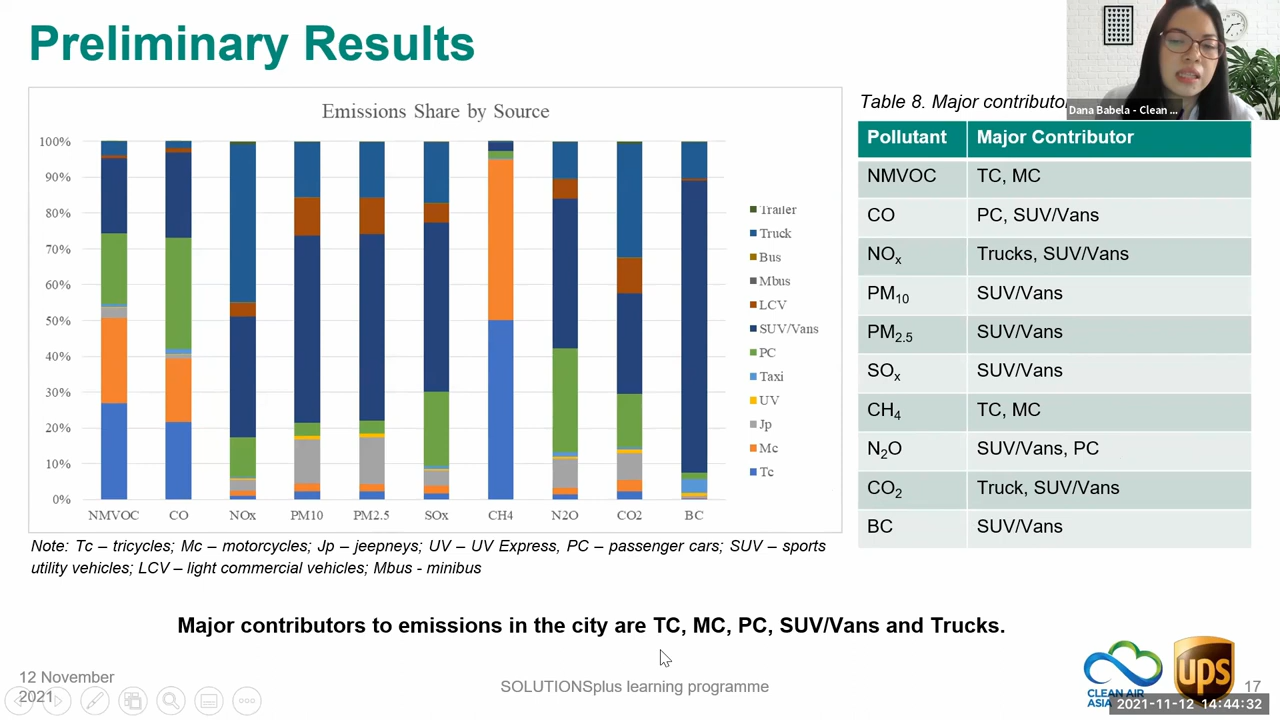 Preliminary Results
Emissions Share by Source
100%
90%
80%
70%
60%
50%
40%
30%
20%
10%
0%
NMVOC CO NOx PM10 PM2.5 SOx CH4 N2O CO2 BC
Trailer
Truck
Bus
Mbus
LCV
SUV/Vans
PC
Taxi
UV
Jp
Mc
Tc
Note: Tc – tricycles; Mc – motorcycles; Jp – jeepneys; UV – UV Express, PC – passenger cars; SUV – sports
utility vehicles; LCV – light commercial vehicles; Mbus - minibus
Dana Babela - Clean ...
Table 8. Major
Pollutant Major Contributor
NMVOC TC, MC
CO PC, SUV/Vans
NOx Trucks, SUV/Vans
PM10 SUV/Vans
PM2.5 SUV/Vans
SOx SUV/Vans
CH4 TC, MC
N2O SUV/Vans, PC
CO2 Truck, SUV/Vans
BC SUV/Vans
Major contributors to emissions in the city are TC, MC, PC, SUV/Vans and Trucks.
12 November
2021
SOLUTIONSplus learning programme
CLEAN AIR
ASIA
ups
17
2021-11-12 14:44:32